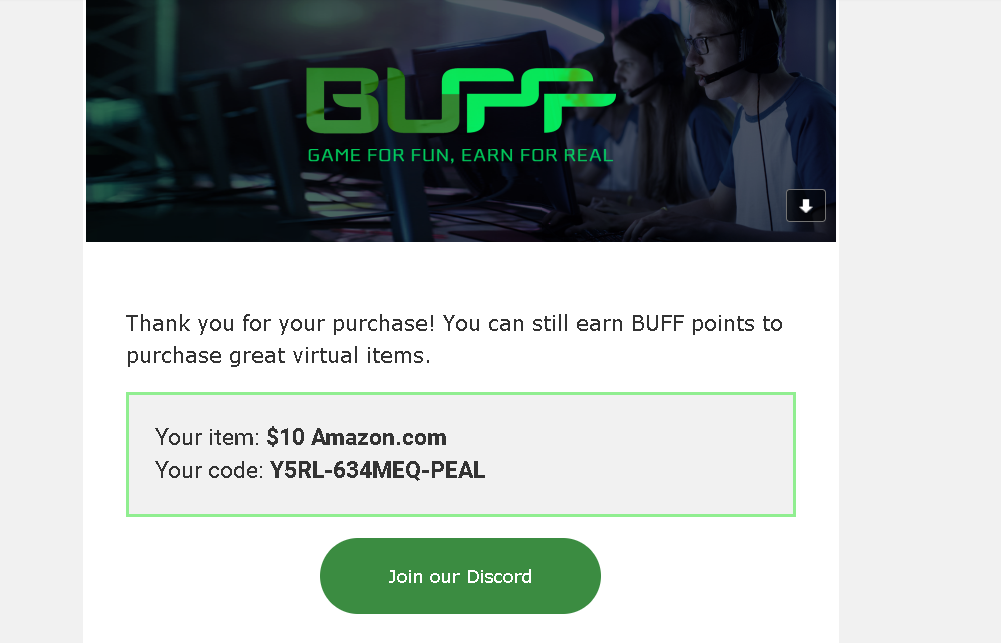 BUFF
GAME FOR FUN, EARN FOR REAL
Thank you for your purchase! You can still earn BUFF points to
purchase great virtual items.
Your item: $10 Amazon.com
Your code: Y5RL-634MEQ-PEAL
Join our Discord